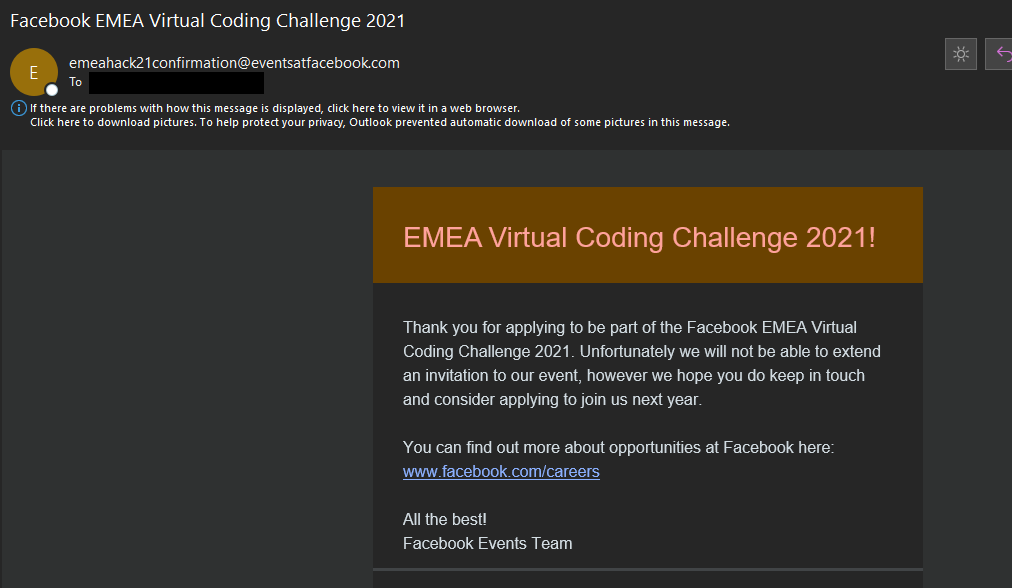 Facebook EMEA Virtual Coding Challenge 2021
E
emeahack21confirmation@eventsatfacebook.com
To
If there are problems with how this message is displayed, click here to view it in a web browser.
Click here to download pictures. To help protect your privacy, Outlook prevented automatic download of some pictures in this message.
EMEA Virtual Coding Challenge 2021!
Thank you for applying to be part of the Facebook EMEA Virtual
Coding Challenge 2021. Unfortunately we will not be able to extend
an invitation to our event, however we hope you do keep in touch
and consider applying to join us next year.
You can find out more about opportunities at Facebook here:
www.facebook.com/careers
All the best!
Facebook Events Team